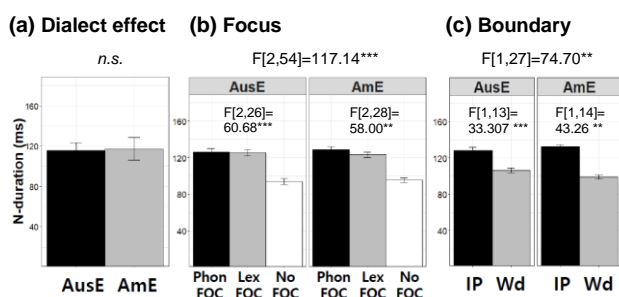 (a) Dialect effect (b) Focus (c) Boundary
n.s. F[2,54]=117.14*** F[1,27]=74.70**
AusE AmE AusE AmE
F[2,26]= F[2,28]= F[1,13]= F[1,14]=
60.68*** 58.00** 33.307 *** 43.26 **
N-duration (ms)
160 160 160
120 120 120
80 80 80
40 40 40
AusE AmE Phon Lex No Phon Lex No IP Wd IP Wd
FOC FOC FOC FOC FOC FOC